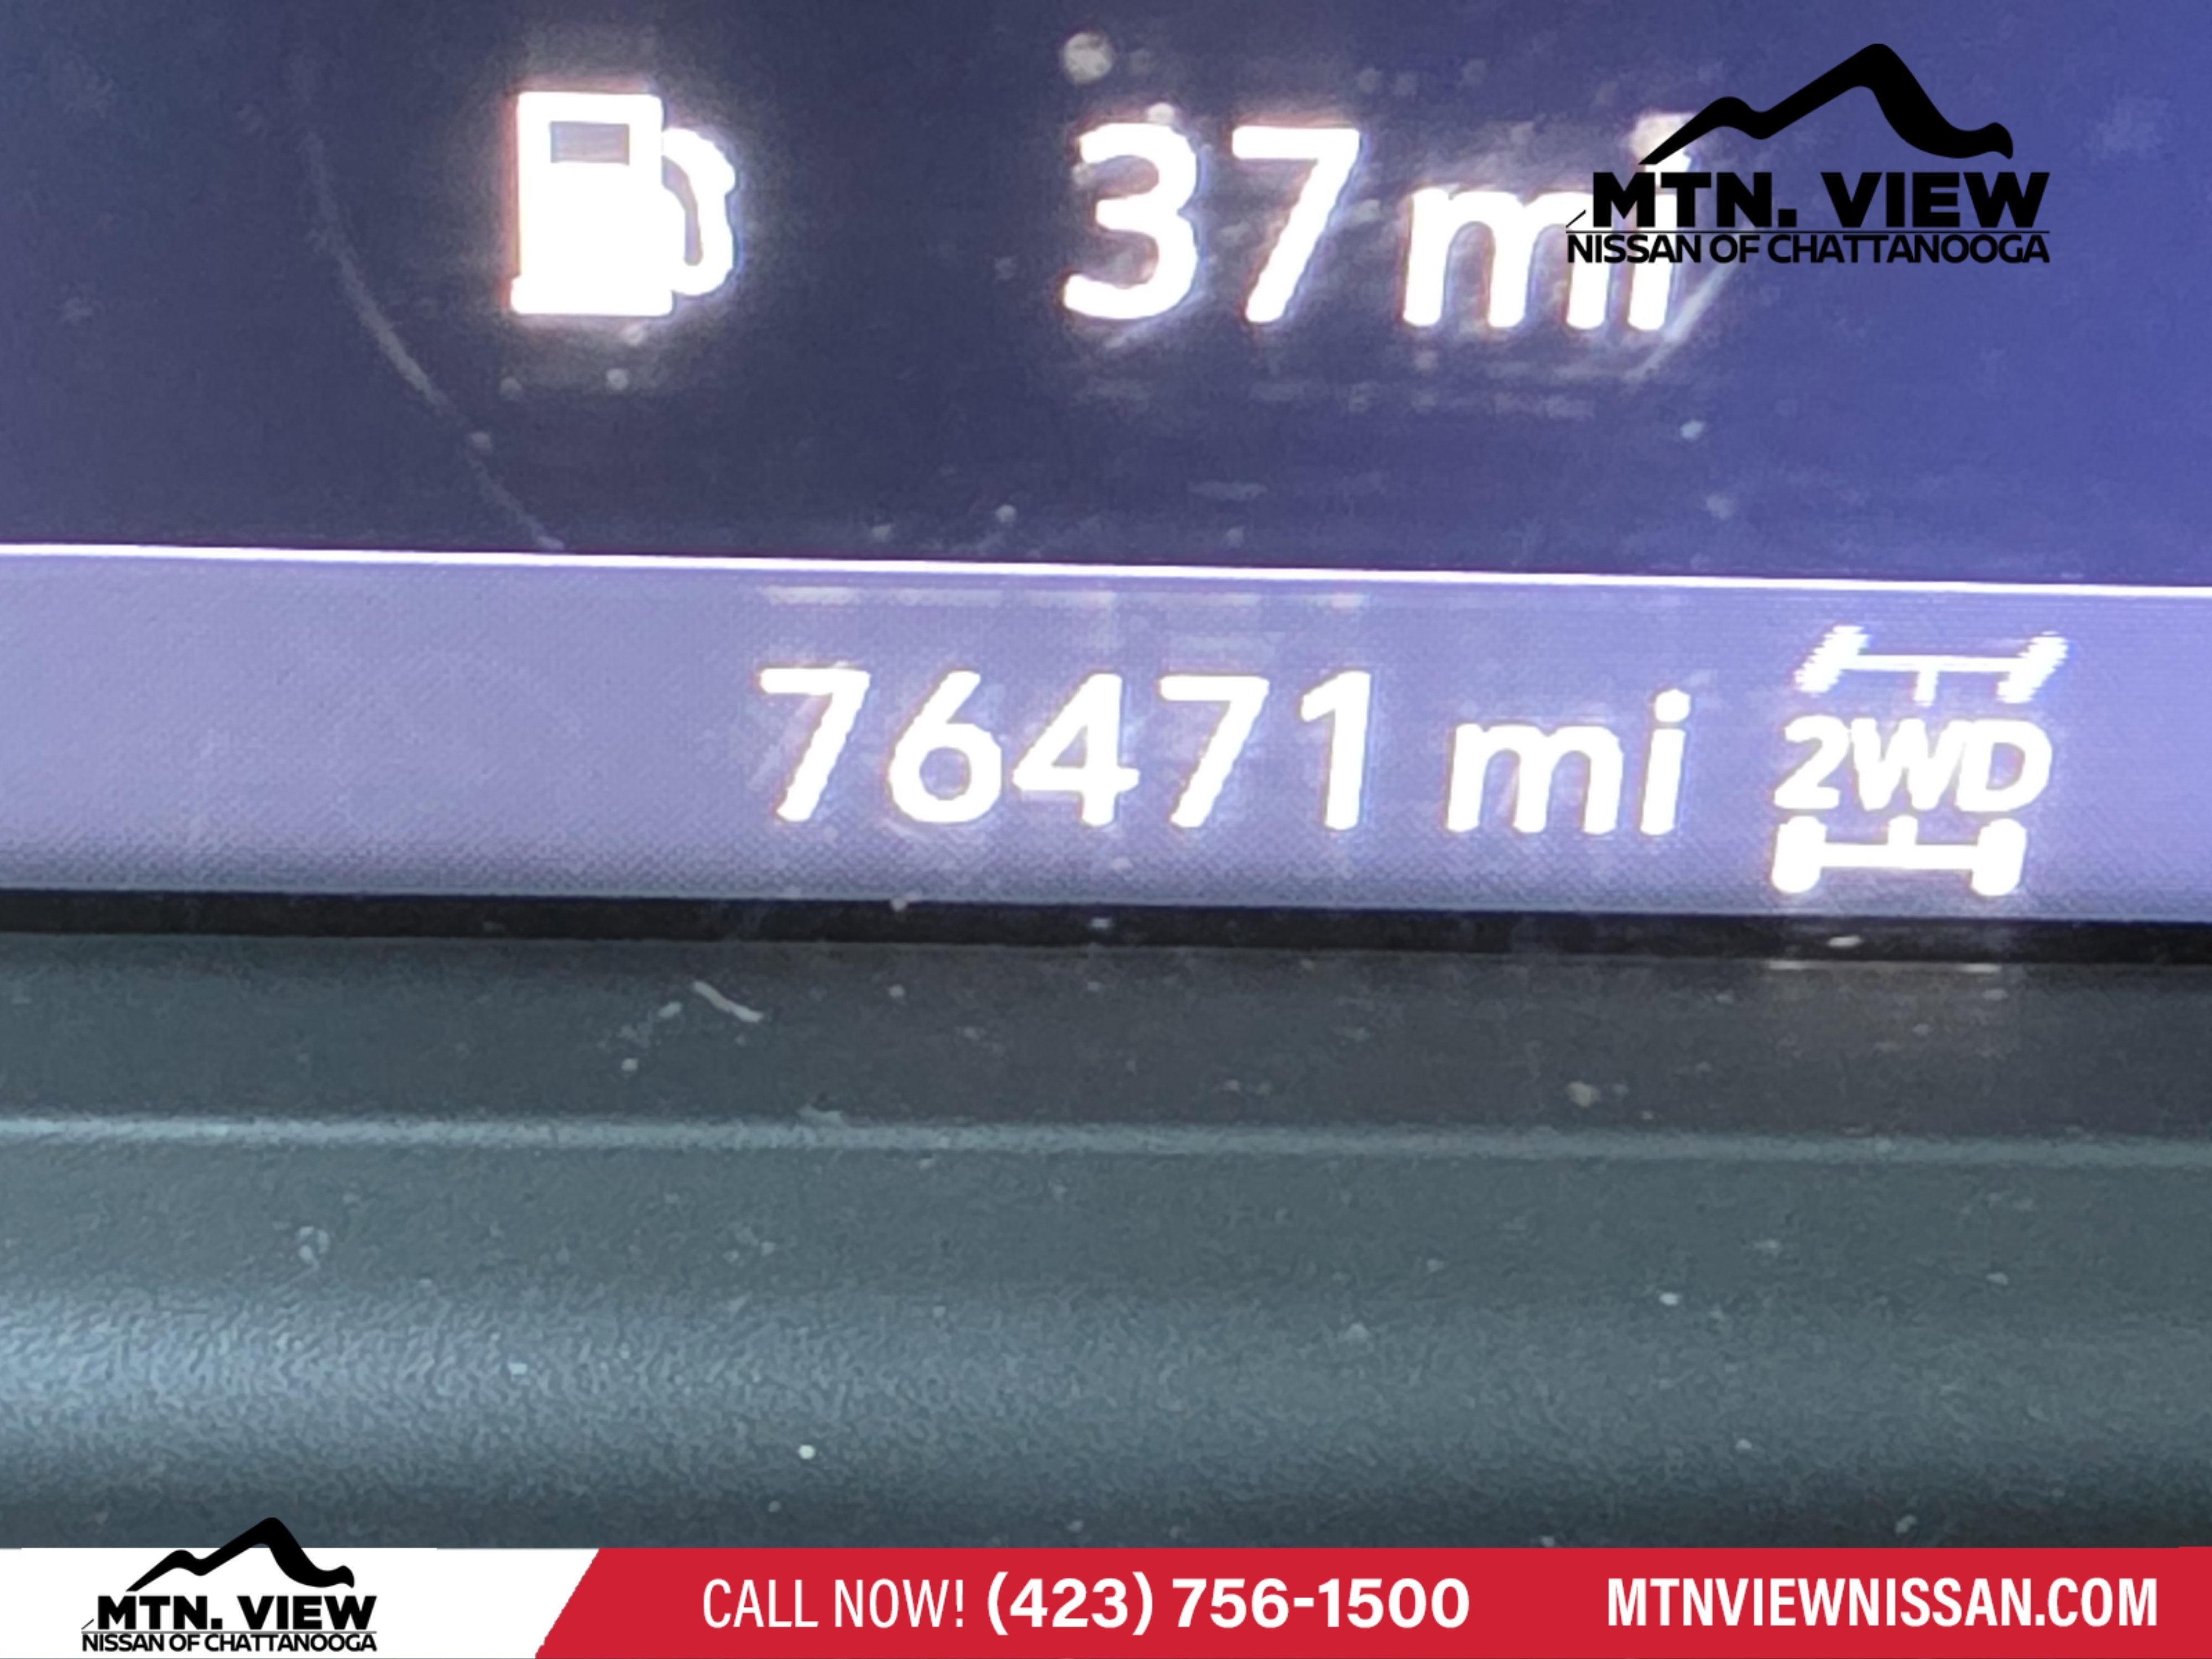 37 mi
MTN. VIEW
NISSAN OF CHATTANOOGA
76471 mi
2WD
MTN. VIEW
NISSAN OF CHATTANOOGA
CALL NOW! (423) 756-1500
MTNVIEWNISSAN.COM